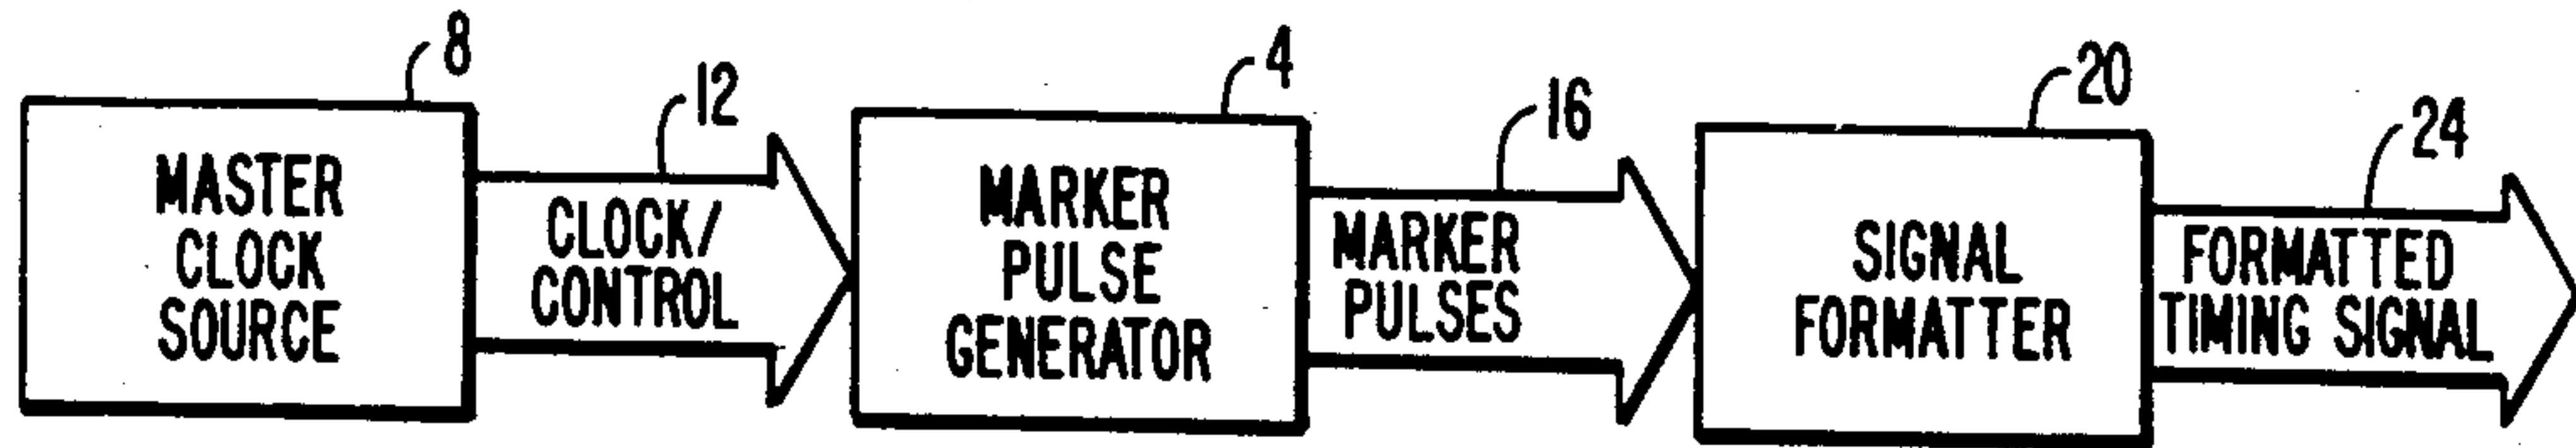 8
MASTER
CLOCK
SOURCE
12
CLOCK/
CONTROL
4
MARKER
PULSE
GENERATOR
16
MARKER
PULSES
20
SIGNAL
FORMATTER
24
FORMATTED
TIMING SIGNAL